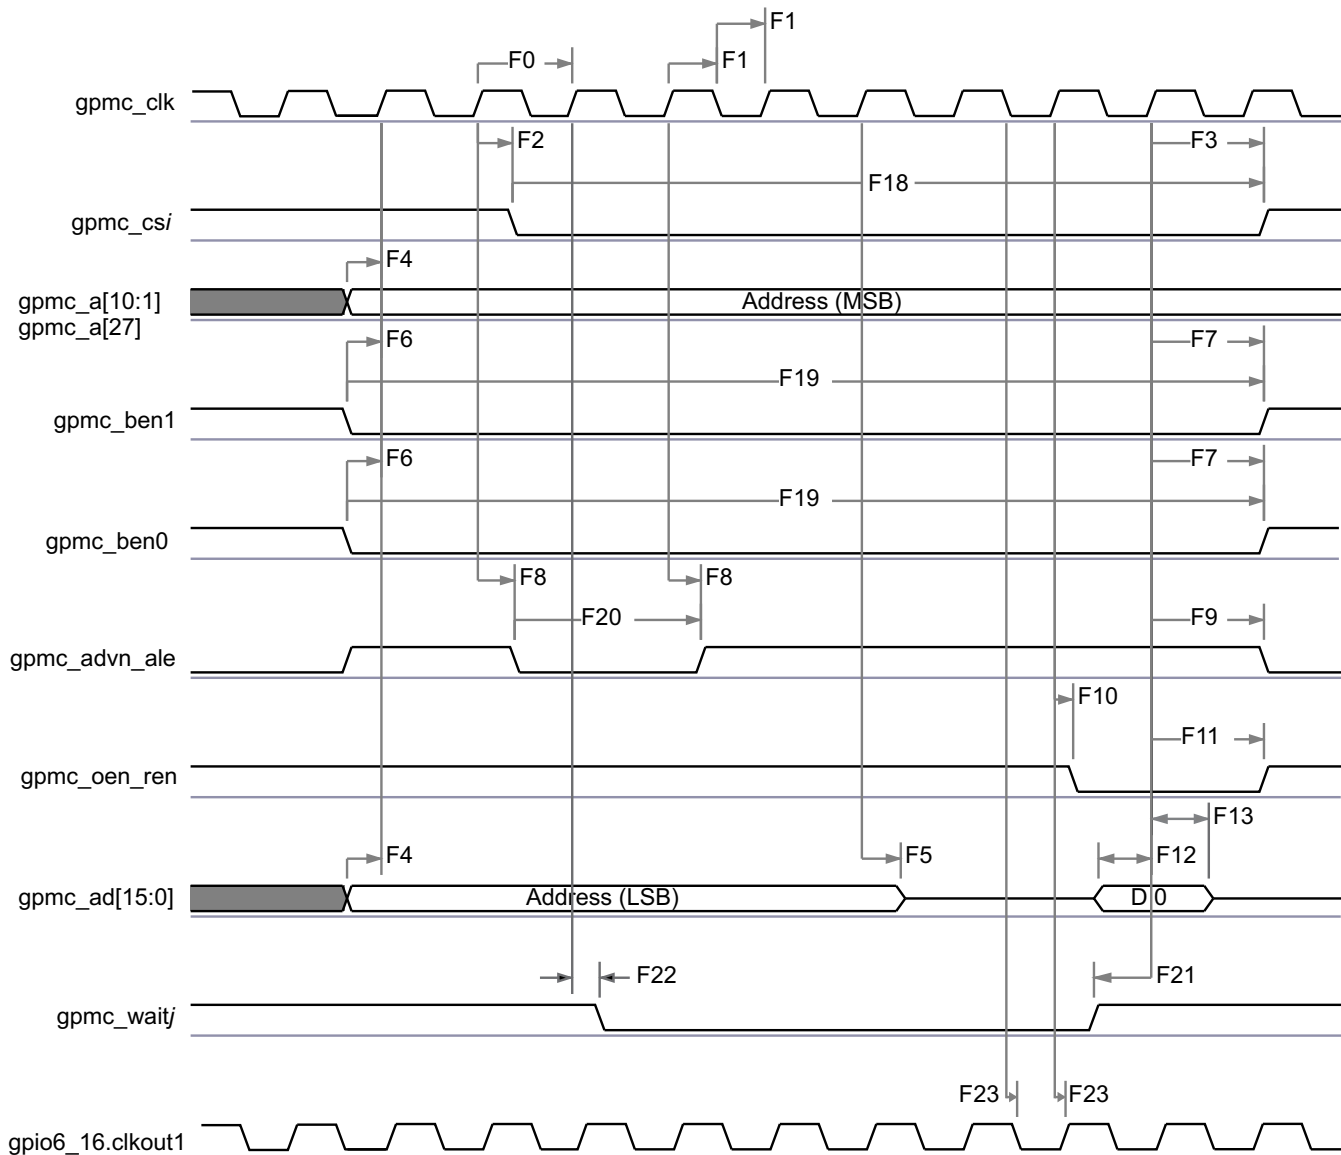 F1
F0
F1
gpmc_clk
F2
F3
F18
gpmc_csi
F4
gpmc_a[10:1]
Address (MSB)
gpmc_a[27]
F6
F7
F19
gpmc_ben1
F6
F7
F19
gpmc_ben0
F8
F8
F20
F9
gpmc_advn_ale
F10
F11
gpmc_oen_ren
F13
F4
F5
F12
gpmc_ad[15:0]
Address (LSB)
D 0
F22
F21
gpmc_waitj
F23
F23
gpio6_16.clkout1